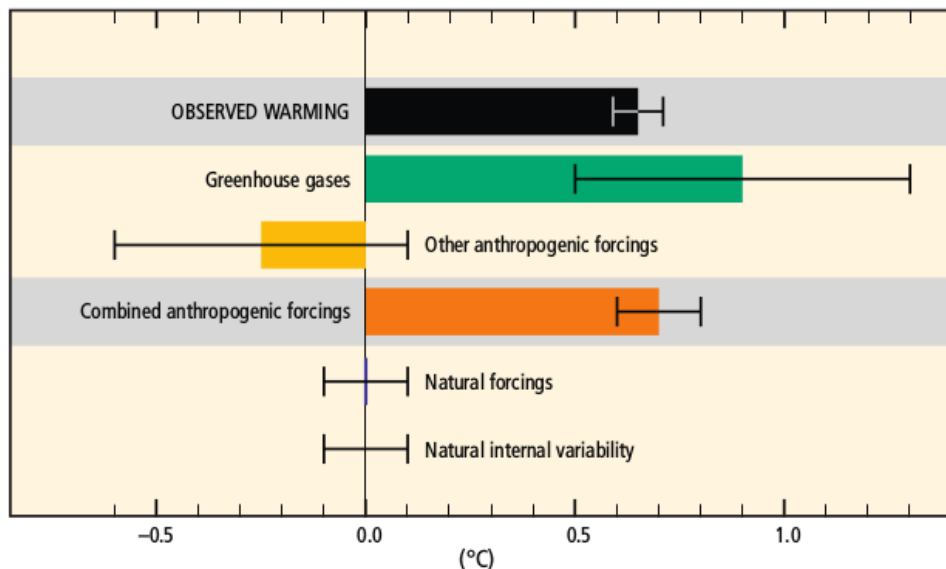 OBSERVED WARMING
Greenhouse gases
Other anthropogenic forcings
Combined anthropogenic forcings
Natural forcings
Natural internal variability
–0.5 0.0 0.5 1.0
(°C)